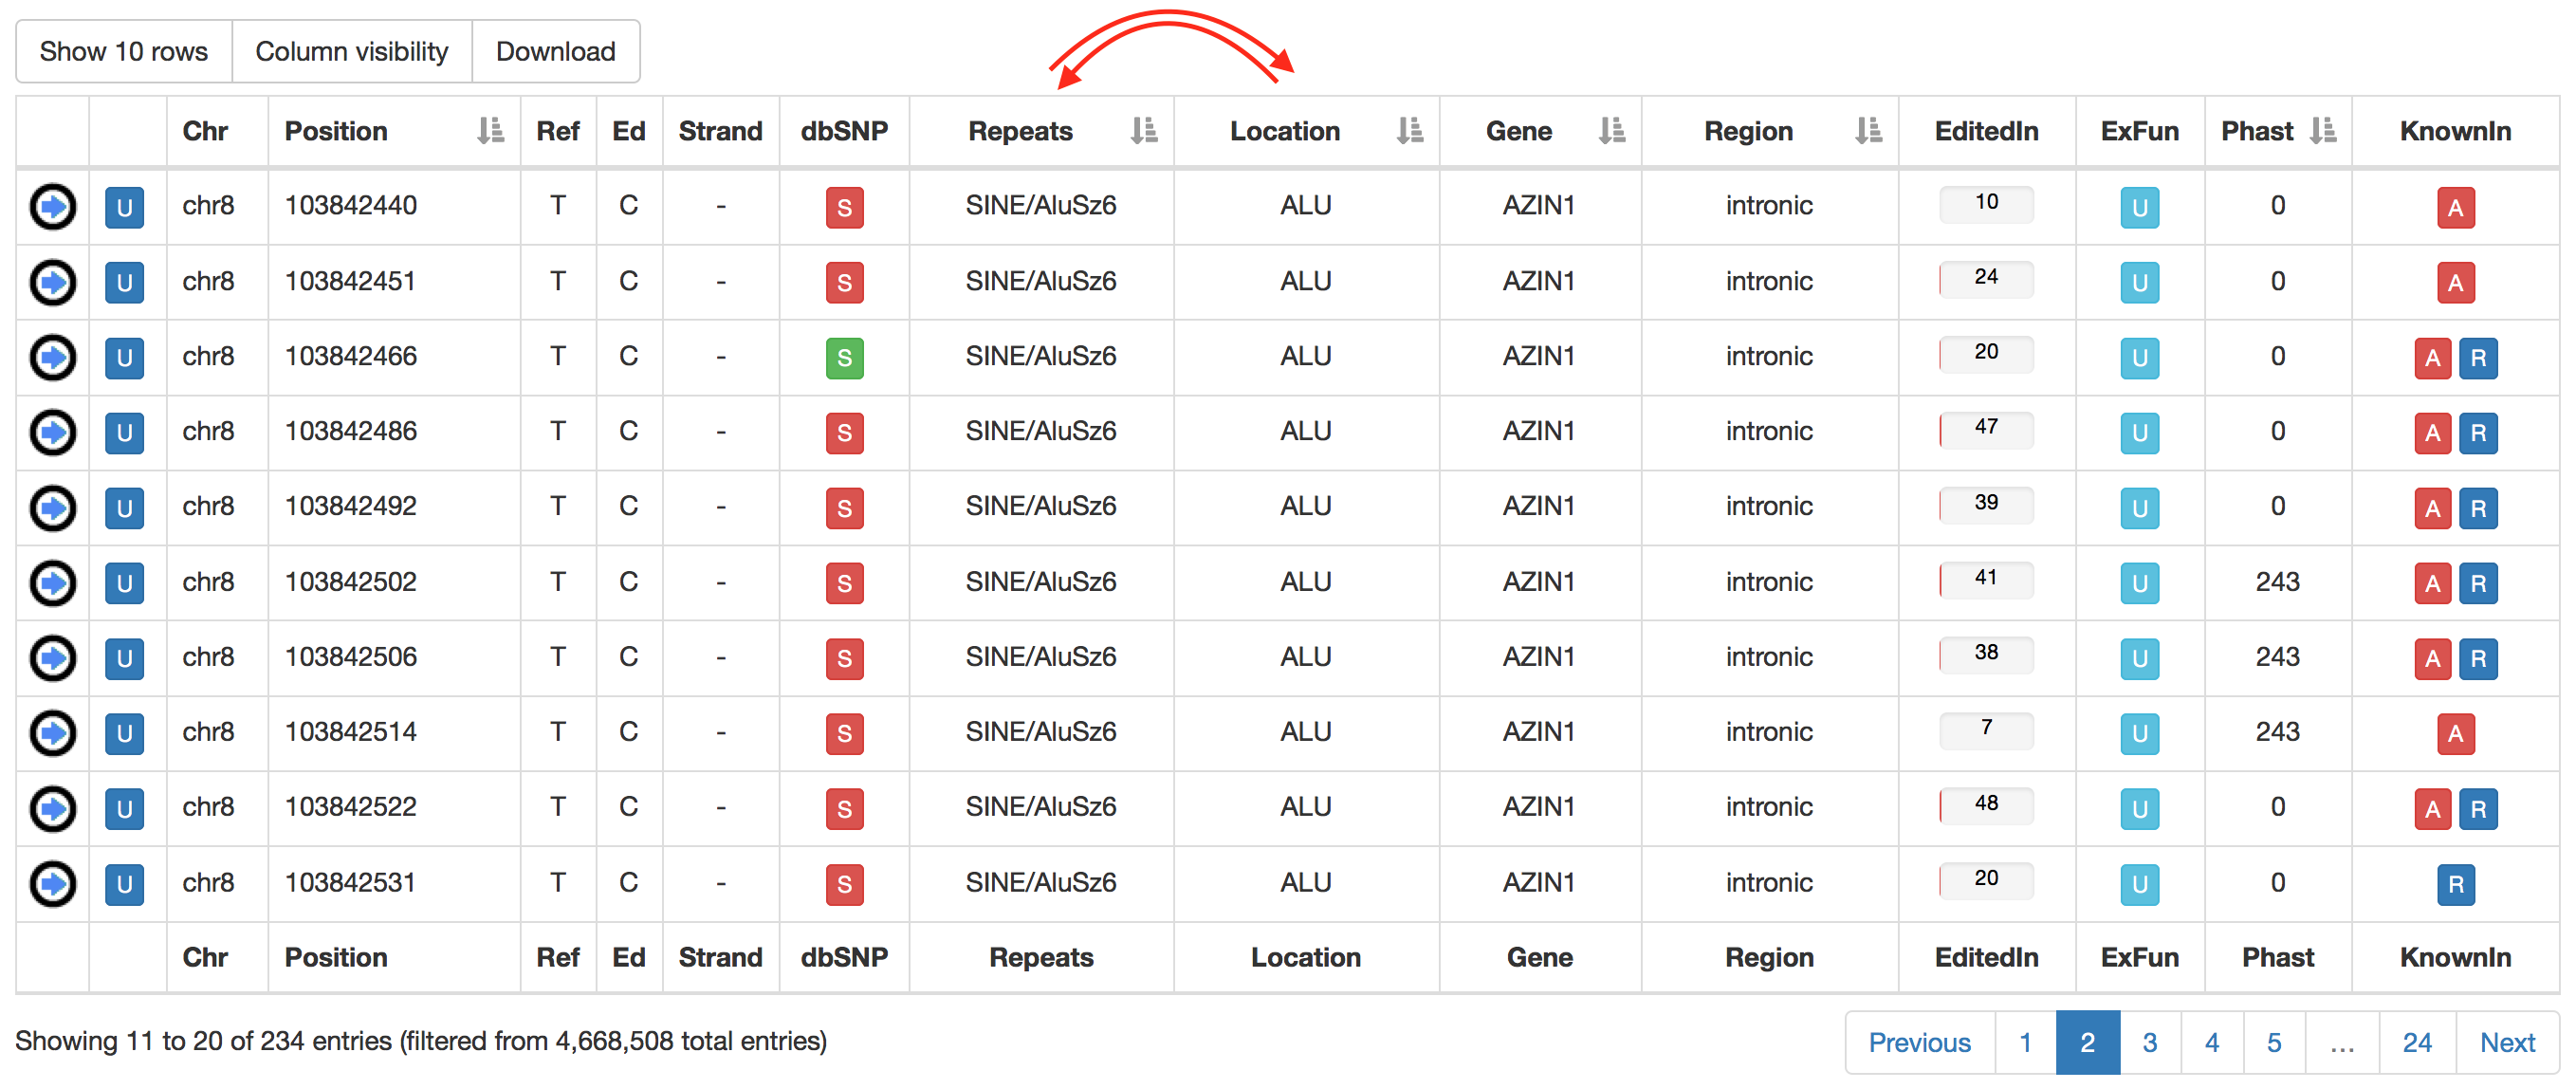 Show 10 rows Column visibility Download
Chr Position Ref Ed Strand dbSNP Repeats Location Gene Region EditedIn ExFun Phast KnownIn
U chr8 103842440 T C - S SINE/AluSz6 ALU AZIN1 intronic 10 U 0 A
U chr8 103842451 T C - S SINE/AluSz6 ALU AZIN1 intronic 24 U 0 A
U chr8 103842466 T C - S SINE/AluSz6 ALU AZIN1 intronic 20 U 0 A R
U chr8 103842486 T C - S SINE/AluSz6 ALU AZIN1 intronic 47 U 0 A R
U chr8 103842492 T C - S SINE/AluSz6 ALU AZIN1 intronic 39 U 0 A R
U chr8 103842502 T C - S SINE/AluSz6 ALU AZIN1 intronic 41 U 243 A R
U chr8 103842506 T C - S SINE/AluSz6 ALU AZIN1 intronic 38 U 243 A R
U chr8 103842514 T C - S SINE/AluSz6 ALU AZIN1 intronic 7 U 243 A
U chr8 103842522 T C - S SINE/AluSz6 ALU AZIN1 intronic 48 U 0 A R
U chr8 103842531 T C - S SINE/AluSz6 ALU AZIN1 intronic 20 U 0 R
Chr Position Ref Ed Strand dbSNP Repeats Location Gene Region EditedIn ExFun Phast KnownIn
Showing 11 to 20 of 234 entries (filtered from 4,668,508 total entries) Previous 1 2 3 4 5 ... 24 Next